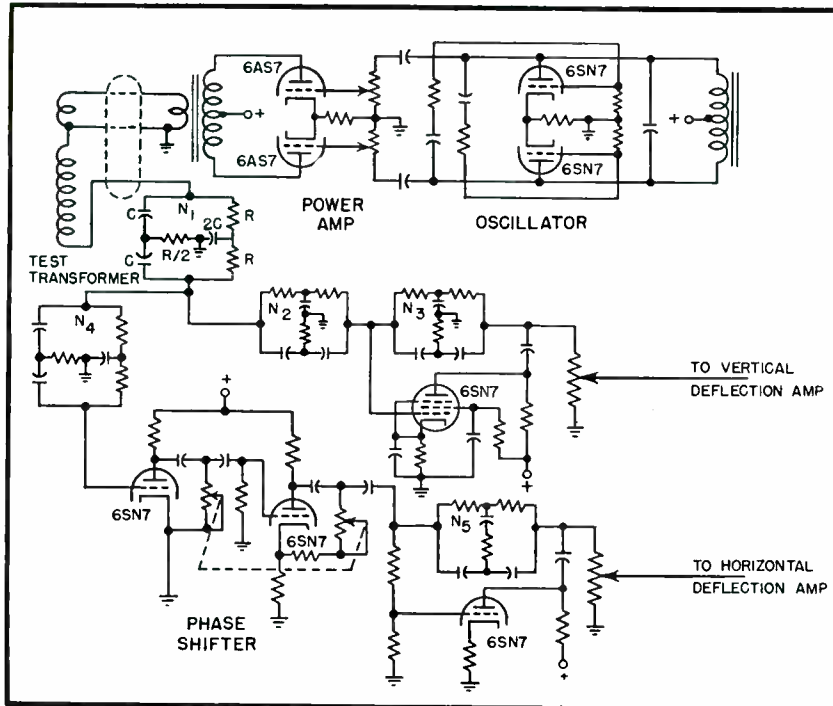 6AS7
6SN7
+
+
6AS7
6SN7
POWER
AMP
OSCILLATOR
N1
C
R
2C
R/2
C
R
TEST
TRANSFORMER
N4
N2
N3
6SN7
TO VERTICAL
DEFLECTION AMP
+
+
6SN7
6SN7
N5
TO HORIZONTAL
DEFLECTION AMP
PHASE
SHIFTER
6SN7
+